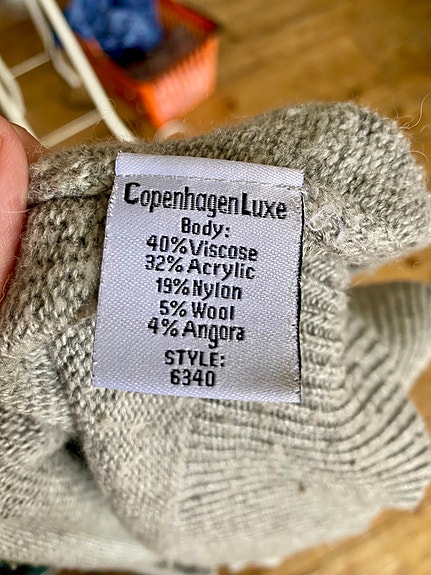 CopenhagenLuxe
Body:
40% Viscose
32% Acrylic
19% Nylon
5% Wool
4% Angora
STYLE:
6340